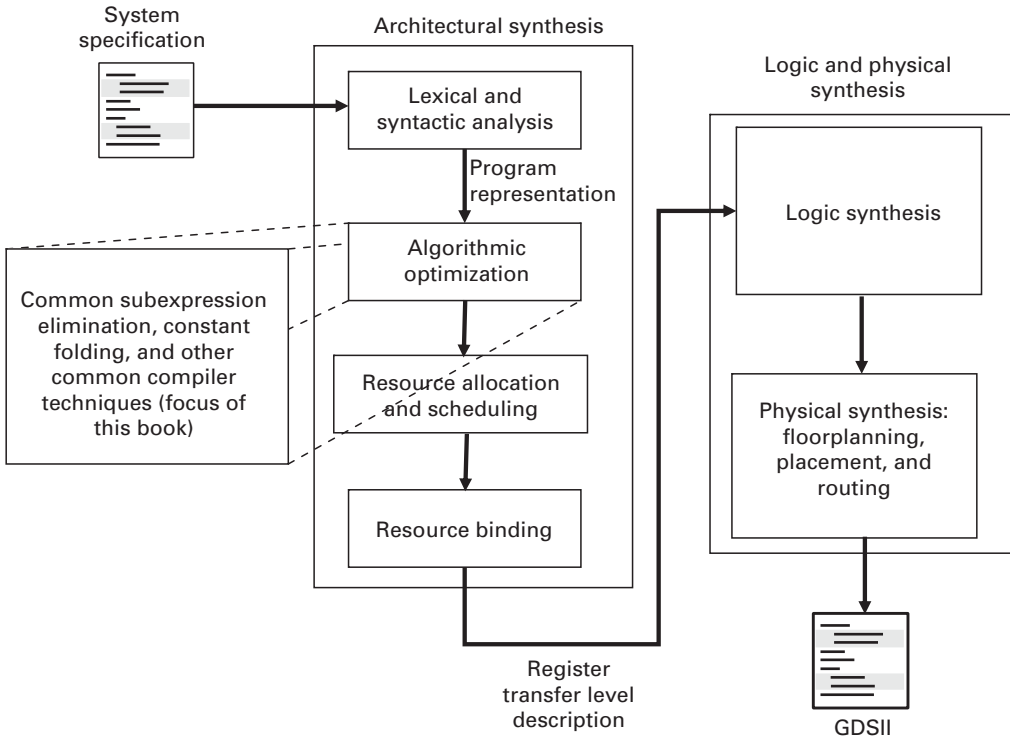 System
specification
Architectural synthesis
Lexical and
syntactic analysis
Program
representation
Algorithmic
optimization
Common subexpression
elimination, constant
folding, and other
common compiler
techniques (focus of
this book)
Resource allocation
and scheduling
Resource binding
Register
transfer level
description
Logic and physical
synthesis
Logic synthesis
Physical synthesis:
floorplanning,
placement, and
routing
GDSII